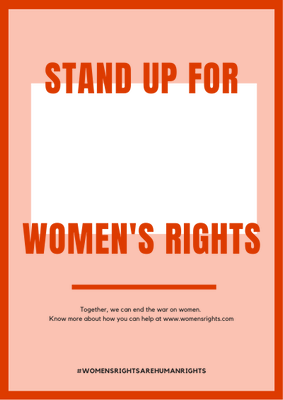 STAND UP FOR
WOMEN'S RIGHTS
Together, we can end the war on women.
Know more about how you can help at www.womensrights.com
#WOMENSRIGHTSAREHUMANRIGHTS